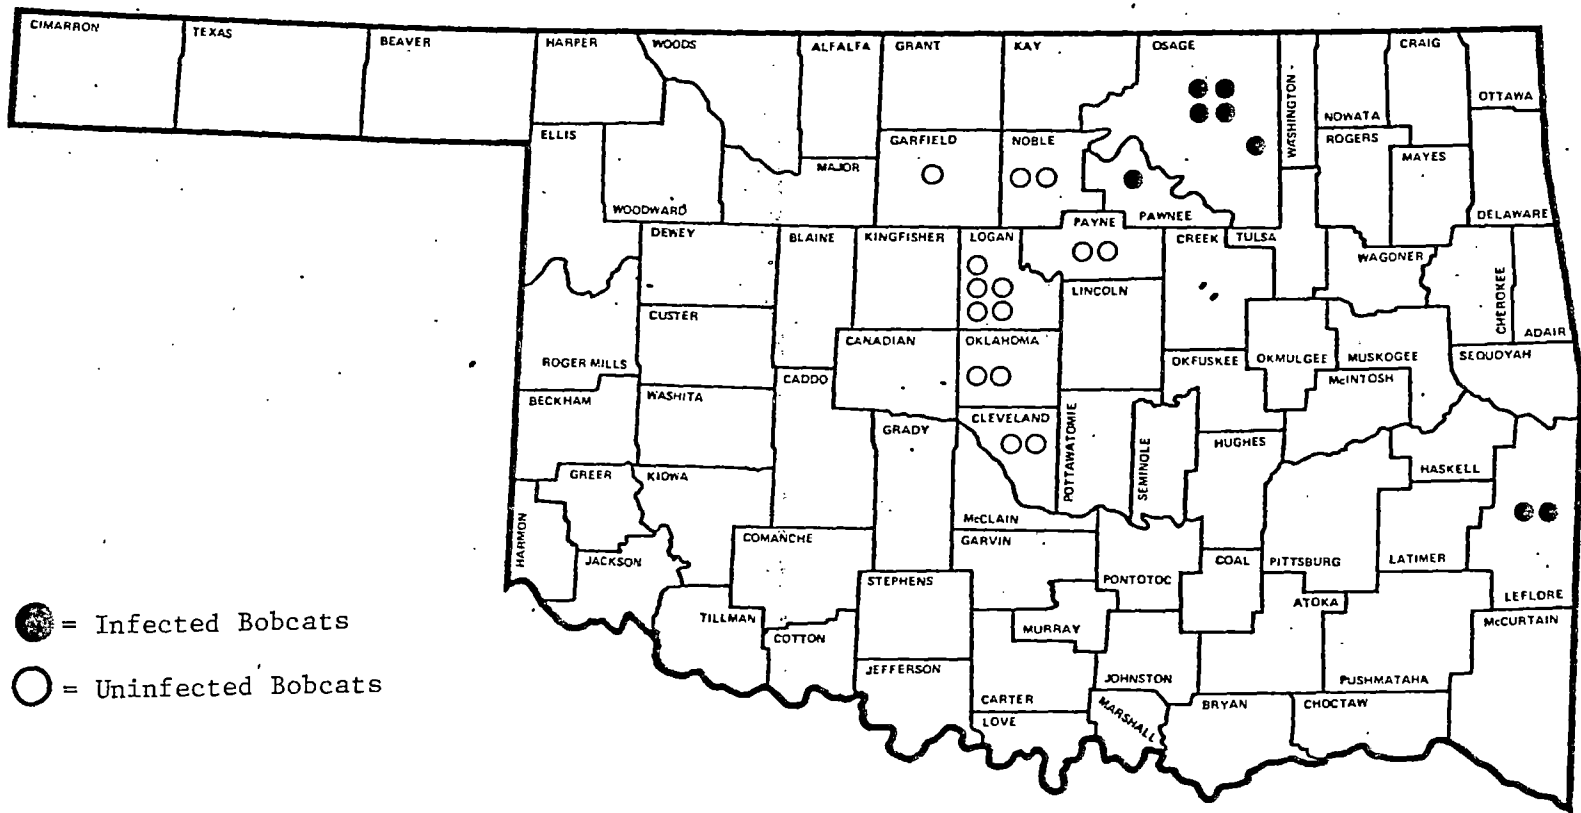 CIMARRON
TEXAS
BEAVER
HARPER
WOODS
ALFALFA
GRANT
KAY
OSAGE
WASHINGTON
NOWATA
CRAIG
OTTAWA
ELLIS
WOODWARD
MAJOR
GARFIELD
NOBLE
PAWNEE
ROGERS
MAYES
DELAWARE
DEWEY
BLAINE
KINGFISHER
LOGAN
PAYNE
CREEK
TULSA
WAGONER
CHEROKEE
ADAIR
ROGER MILLS
CUSTER
CANADIAN
OKLAHOMA
LINCOLN
OKFUSKEE
OKMULGEE
MUSKOGEE
SEQUOYAH
BECKHAM
WASHITA
CADDO
GRADY
CLEVELAND
POTTAWATOMIE
SEMINOLE
HUGHES
McINTOSH
HASKELL
HARMON
GREER
KIOWA
JACKSON
COMANCHE
McCLAIN
GARVIN
PONTOTOC
COAL
PITTSBURG
LATIMER
LEFLORE
TILLMAN
COTTON
STEPHENS
MURRAY
JOHNSTON
ATOKA
PUSHMATAHA
McCURTAIN
JEFFERSON
CARTER
LOVE
MARSHALL
BRYAN
CHOCTAW
= Infected Bobcats
= Uninfected Bobcats